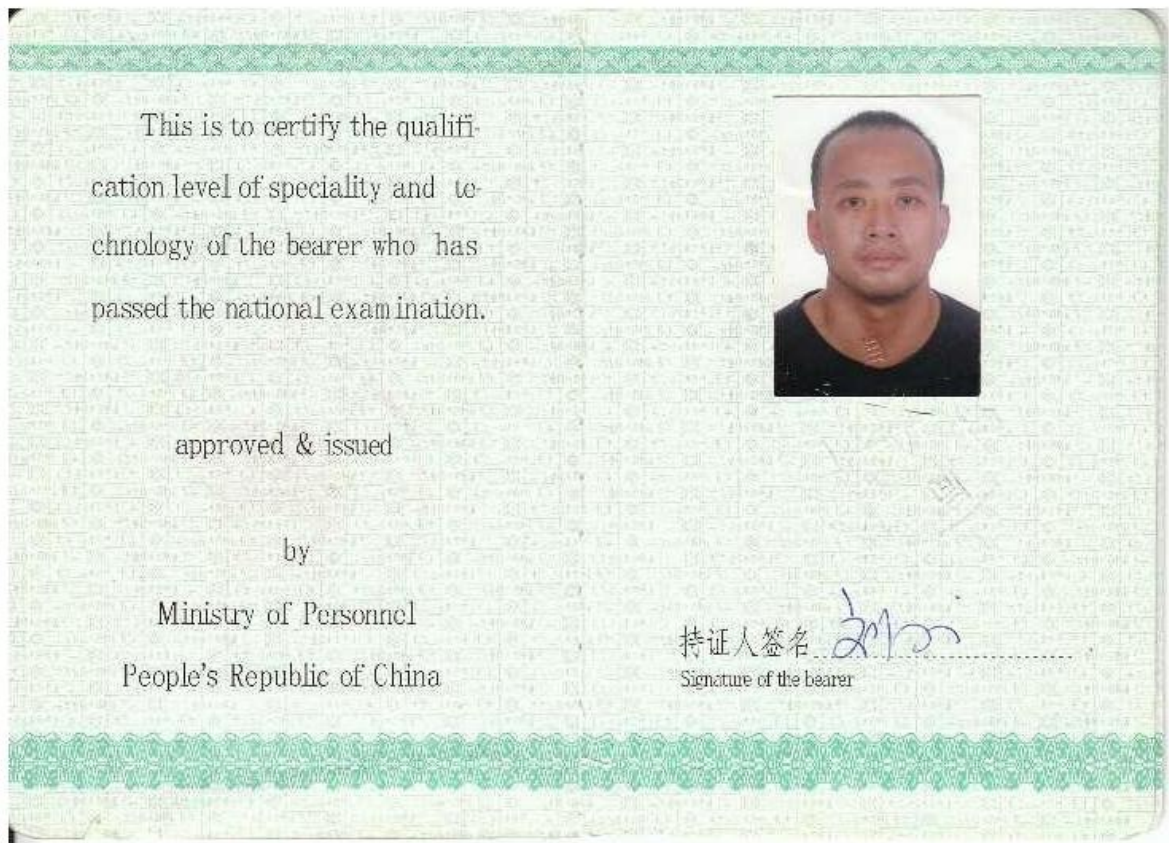 This is to certify the qualifi-
cation level of speciality and te-
chnology of the bearer who has
passed the national examination.
approved & issued
by
Ministry of Personnel
People's Republic of China
持证人签名
Signature of the bearer